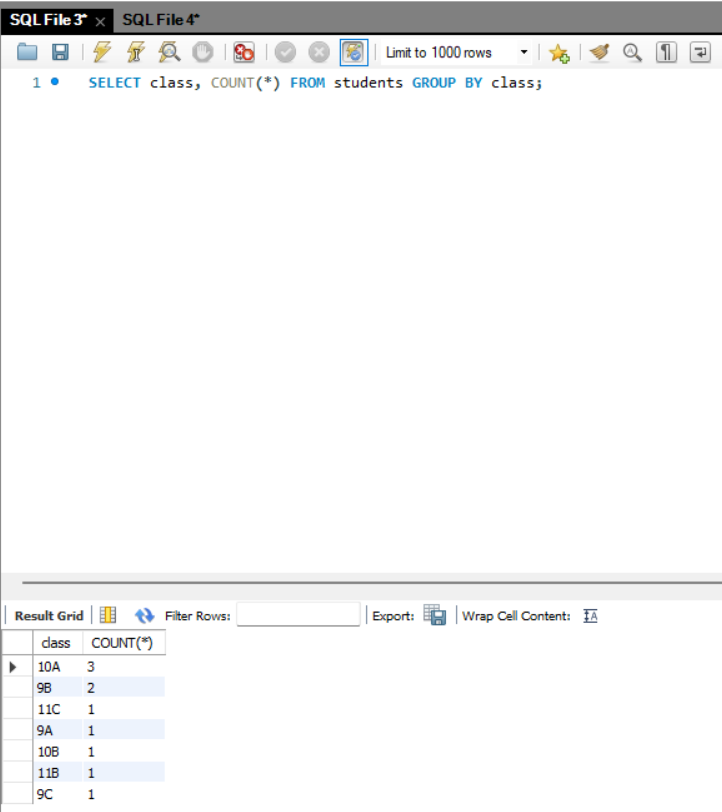 SQL File 3* × SQL File 4*
Limit to 1000 rows
1 SELECT class, COUNT(*) FROM students GROUP BY class;
Result Grid Filter Rows: Export: Wrap Cell Content:
class COUNT(*)
10A 3
9B 2
11C 1
9A 1
10B 1
11B 1
9C 1